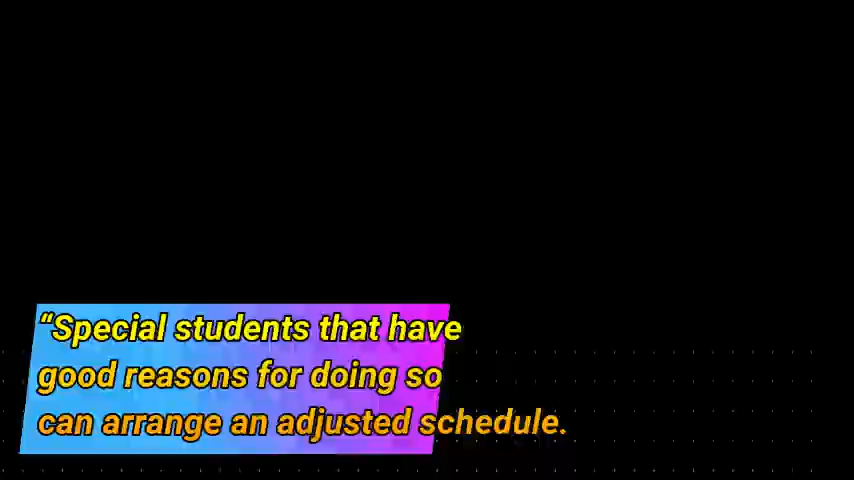 “Special students that have
good reasons for doing so
can arrange an adjusted schedule.